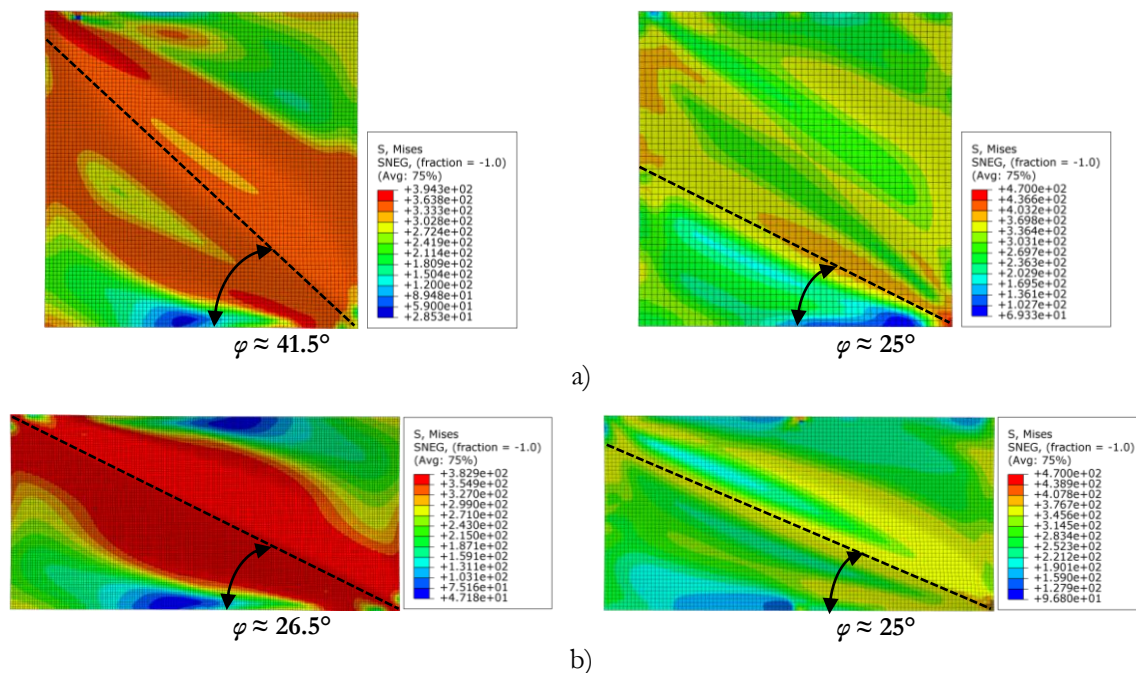 S, Mises
SNEG, (fraction = -1.0)
(Avg: 75%)
+3.943e+02
+3.638e+02
+3.333e+02
+3.028e+02
+2.724e+02
+2.419e+02
+2.114e+02
+1.809e+02
+1.504e+02
+1.200e+02
+8.948e+01
+5.900e+01
+2.853e+01
φ ≈ 41.5°
S, Mises
SNEG, (fraction = -1.0)
(Avg: 75%)
+4.700e+02
+4.366e+02
+4.032e+02
+3.698e+02
+3.364e+02
+3.031e+02
+2.697e+02
+2.363e+02
+2.029e+02
+1.695e+02
+1.361e+02
+1.027e+02
+6.933e+01
φ ≈ 25°
a)
S, Mises
SNEG, (fraction = -1.0)
(Avg: 75%)
+3.829e+02
+3.549e+02
+3.270e+02
+2.990e+02
+2.710e+02
+2.430e+02
+2.150e+02
+1.871e+02
+1.591e+02
+1.311e+02
+1.031e+02
+7.516e+01
+4.718e+01
φ ≈ 26.5°
S, Mises
SNEG, (fraction = -1.0)
(Avg: 75%)
+4.700e+02
+4.389e+02
+4.078e+02
+3.767e+02
+3.456e+02
+3.145e+02
+2.834e+02
+2.523e+02
+2.212e+02
+1.901e+02
+1.590e+02
+1.279e+02
+9.680e+01
φ ≈ 25°
b)